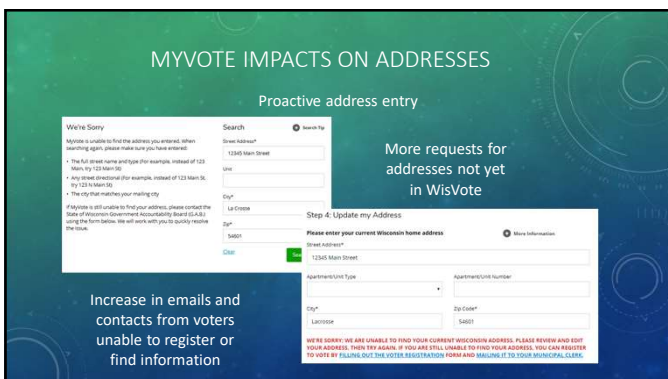 MYVOTE IMPACTS ON ADDRESSES
Proactive address entry
We're Sorry
MyVote is unable to find the address you entered. When
searching again, please make sure you have entered:
• The full street name and type (For example, instead of 123
Main, try 123 Main St)
• Any street directional (For example, instead of 123 Main St,
try 123 N Main St)
• The city that matches your mailing city
If MyVote is still unable to find your address, please contact the
State of Wisconsin Government Accountability Board (G.A.B.)
using the form below. We will work with you to quickly resolve
the issue.
Search
Search Tip
Street Address*
12345 Main Street
Unit
City*
La Crosse
Zip*
54601
Clear
More requests for
addresses not yet
in WisVote
Step 4: Update my Address
Please enter your current Wisconsin home address
More Information
Street Address*
12345 Main Street
Apartment/Unit Type
Apartment/Unit Number
City*
Zip Code*
Lacrosse
54601
WE'RE SORRY: WE ARE UNABLE TO FIND YOUR CURRENT WISCONSIN ADDRESS. PLEASE REVIEW AND EDIT
YOUR ADDRESS, THEN TRY AGAIN. IF YOU ARE STILL UNABLE TO FIND YOUR ADDRESS, YOU CAN REGISTER
TO VOTE BY FILLING OUT THE VOTER REGISTRATION FORM AND MAILING IT TO YOUR MUNICIPAL CLERK.
Increase in emails and
contacts from voters
unable to register or
find information